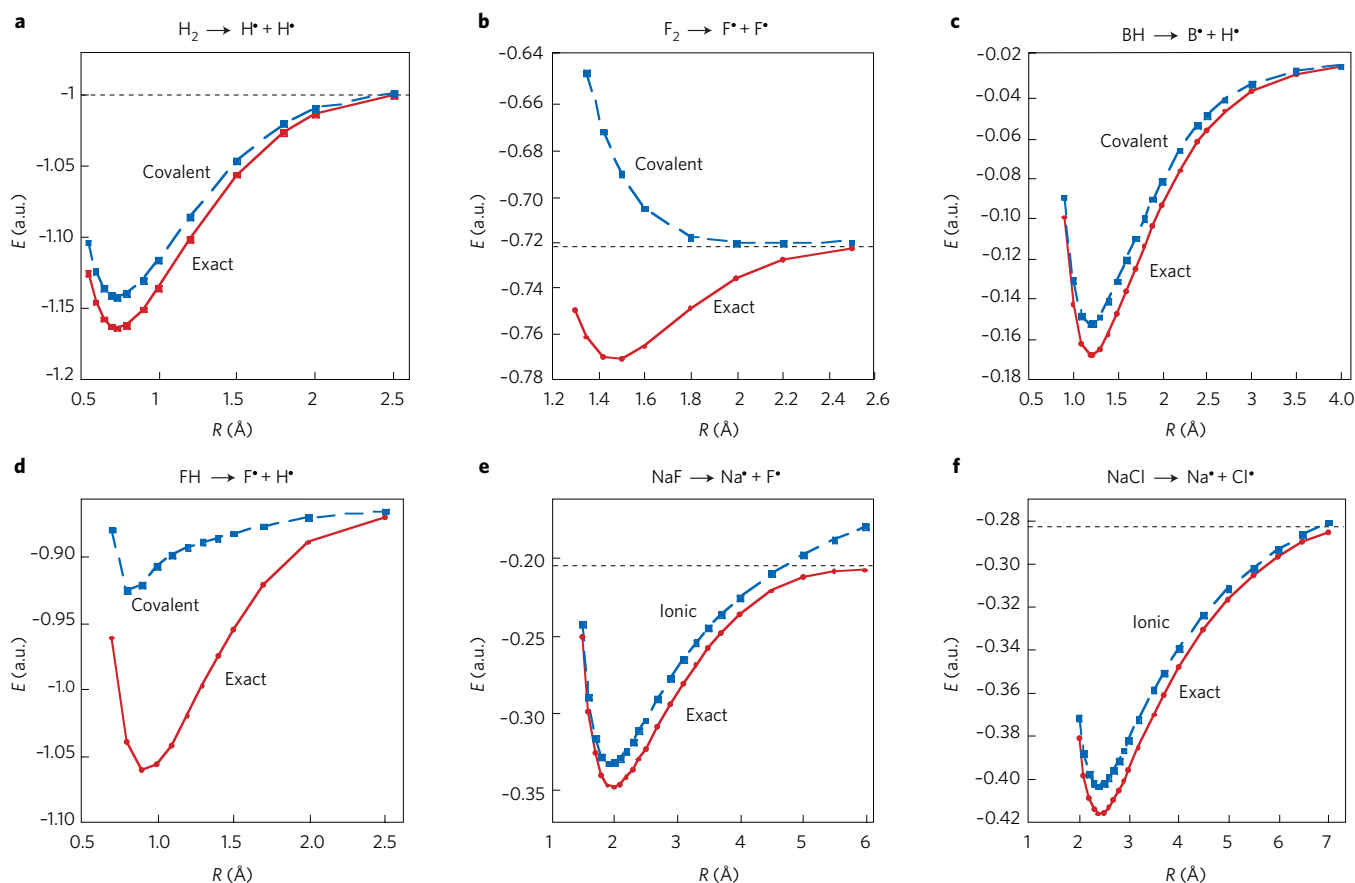 a
H₂ → H• + H•
−1
−1.05
−1.10
−1.15
−1.2
E (a.u.)
Covalent
Exact
0.5 1 1.5 2 2.5
R (Å)
b
F₂ → F• + F•
−0.64
−0.66
−0.68
−0.70
−0.72
−0.74
−0.76
−0.78
E (a.u.)
Covalent
Exact
1.2 1.4 1.6 1.8 2.0 2.2 2.4 2.6
R (Å)
c
BH → B• + H•
−0.02
−0.04
−0.06
−0.08
−0.10
−0.12
−0.14
−0.16
−0.18
E (a.u.)
Covalent
Exact
0.5 1.0 1.5 2 2.5 3 3.5 4.0
R (Å)
d
FH → F• + H•
−0.90
−0.95
−1.0
−1.05
−1.10
E (a.u.)
Covalent
Exact
0.5 1.0 1.5 2.0 2.5
R (Å)
e
NaF → Na• + F•
−0.20
−0.25
−0.30
−0.35
E (a.u.)
Ionic
Exact
1 2 3 4 5 6
R (Å)
f
NaCl → Na• + Cl•
−0.28
−0.30
−0.32
−0.34
−0.36
−0.38
−0.40
−0.42
E (a.u.)
Ionic
Exact
1 2 3 4 5 6 7
R (Å)